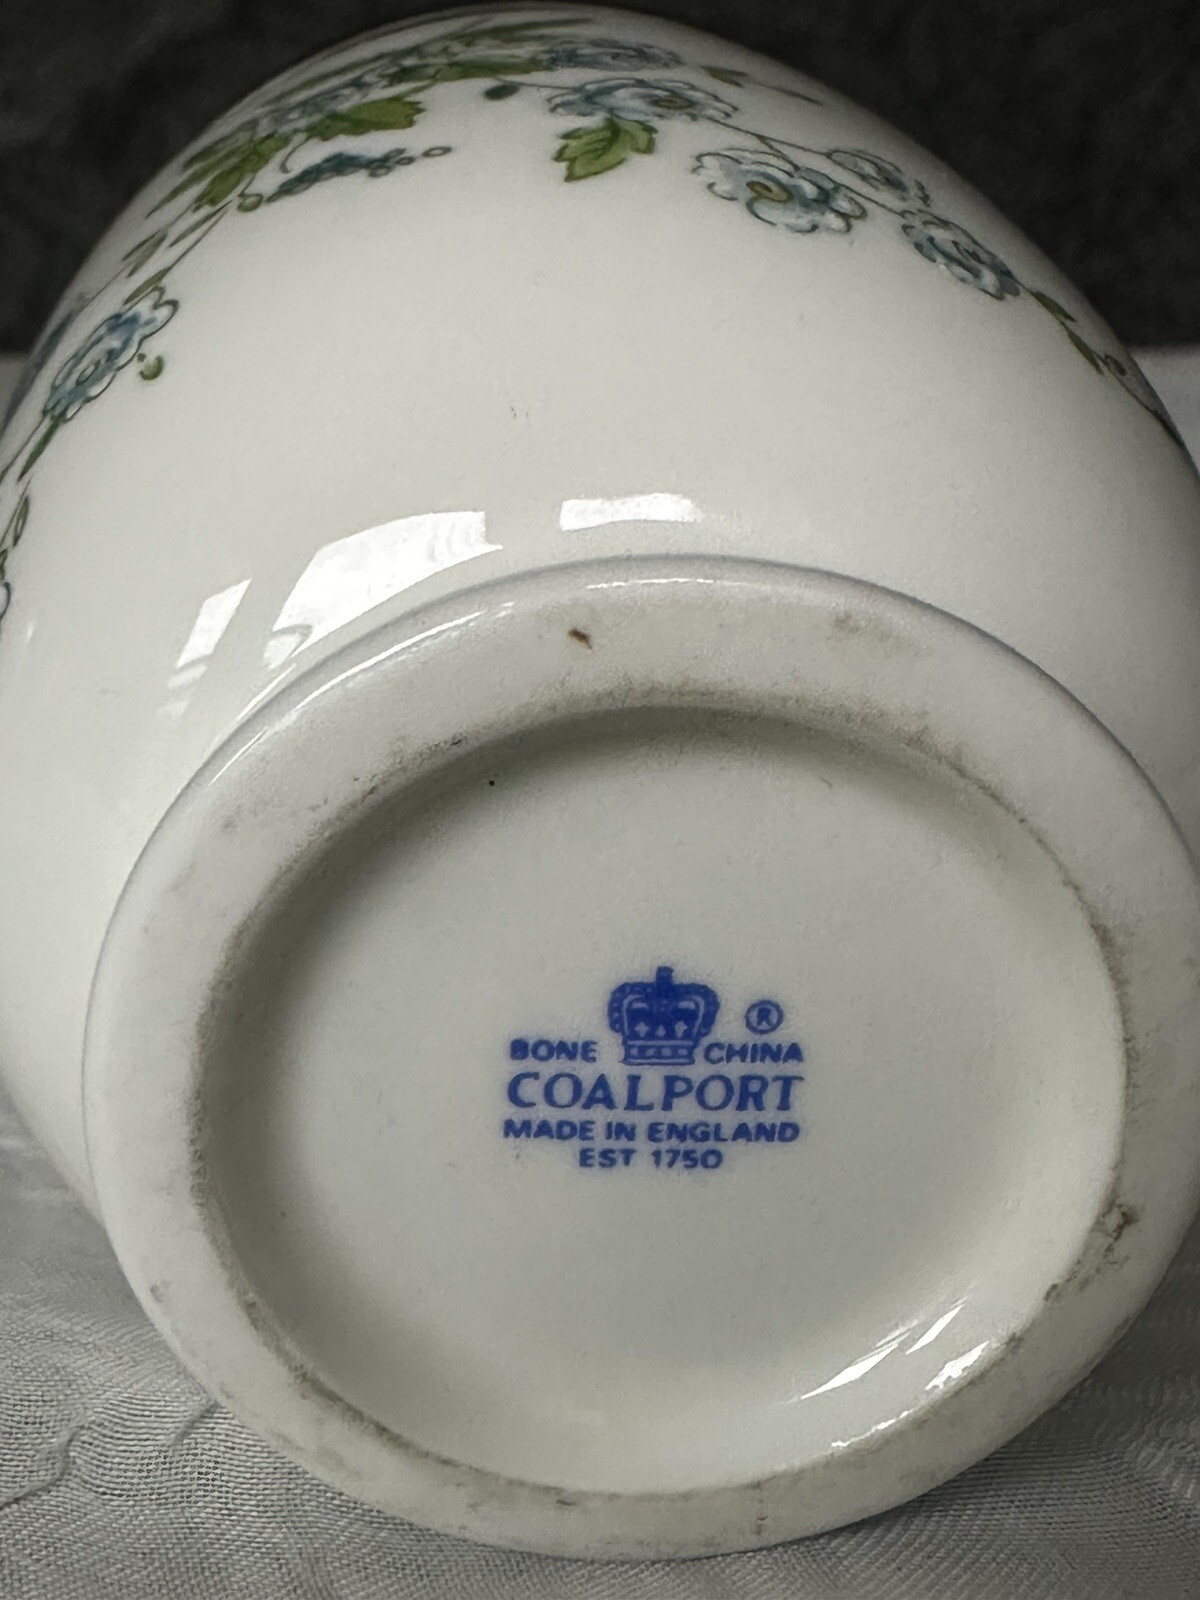 ®
BONE CHINA
COALPORT
MADE IN ENGLAND
EST 1750